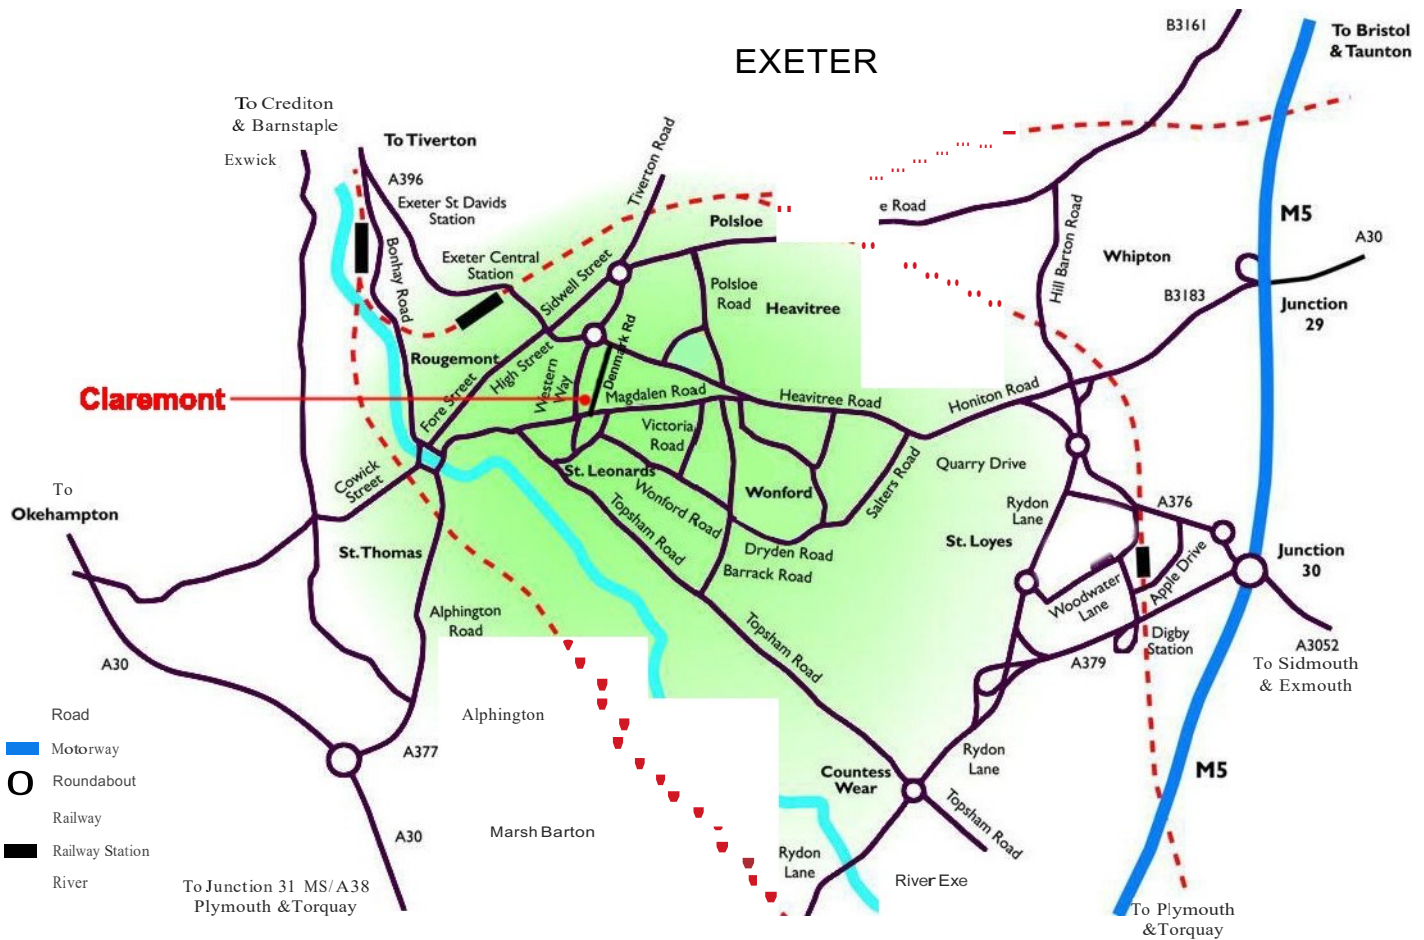 EXETER
B3161
To Bristol
& Taunton
To Crediton
& Barnstaple
To Tiverton
Exwick
A396
Exeter St Davids
Station
Tiverton Road
Polsloe
e Road
M5
A30
Hill Barton Road
Whipton
Bonhay Road
Exeter Central
Station
Sidwell Street
Polsloe
Road
Heavitree
B3183
Junction
29
Rougemont
High Street
Denmark Rd
Western
Way
Claremont
Fore Street
Magdalen Road
Heavitree Road
Honiton Road
Victoria
Road
Cowick
Street
St. Leonards
Wonford Road
Wonford
Salters Road
Quarry Drive
To
Okehampton
Topsham Road
Rydon
Lane
A376
St. Thomas
Dryden Road
Barrack Road
St. Loyes
Junction
30
Apple Drive
Woodwater
Lane
Alphington
Road
Topsham Road
Digby
Station
A3052
A30
A379
To Sidmouth
& Exmouth
Road
Alphington
Motorway
A377
Rydon
Lane
M5
Roundabout
Countess
Wear
Railway
Topsham Road
A30
Marsh Barton
Railway Station
Rydon
Lane
River
River Exe
To Junction 31 MS/A38
Plymouth &Torquay
To Plymouth
&Torquay